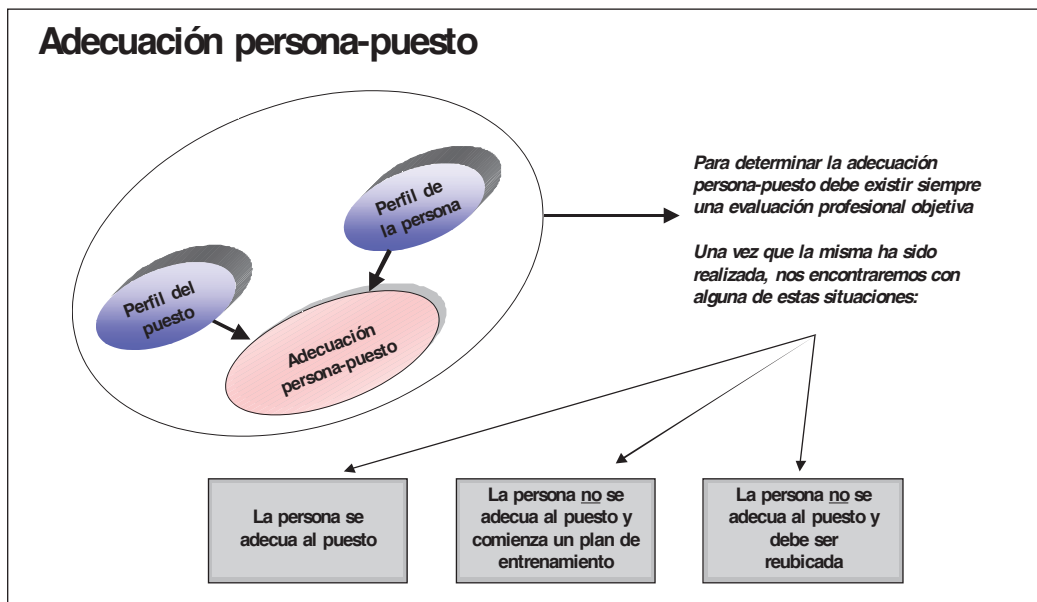 Adecuación persona-puesto
Perfil de
la persona
Perfil del
puesto
Adecuación
persona-puesto
Para determinar la adecuación
persona-puesto debe existir siempre
una evaluación profesional objetiva
Una vez que la misma ha sido
realizada, nos encontraremos con
alguna de estas situaciones:
La persona se
adecua al puesto
La persona no se
adecua al puesto y
comienza un plan de
entrenamiento
La persona no se
adecua al puesto y
debe ser
reubicada